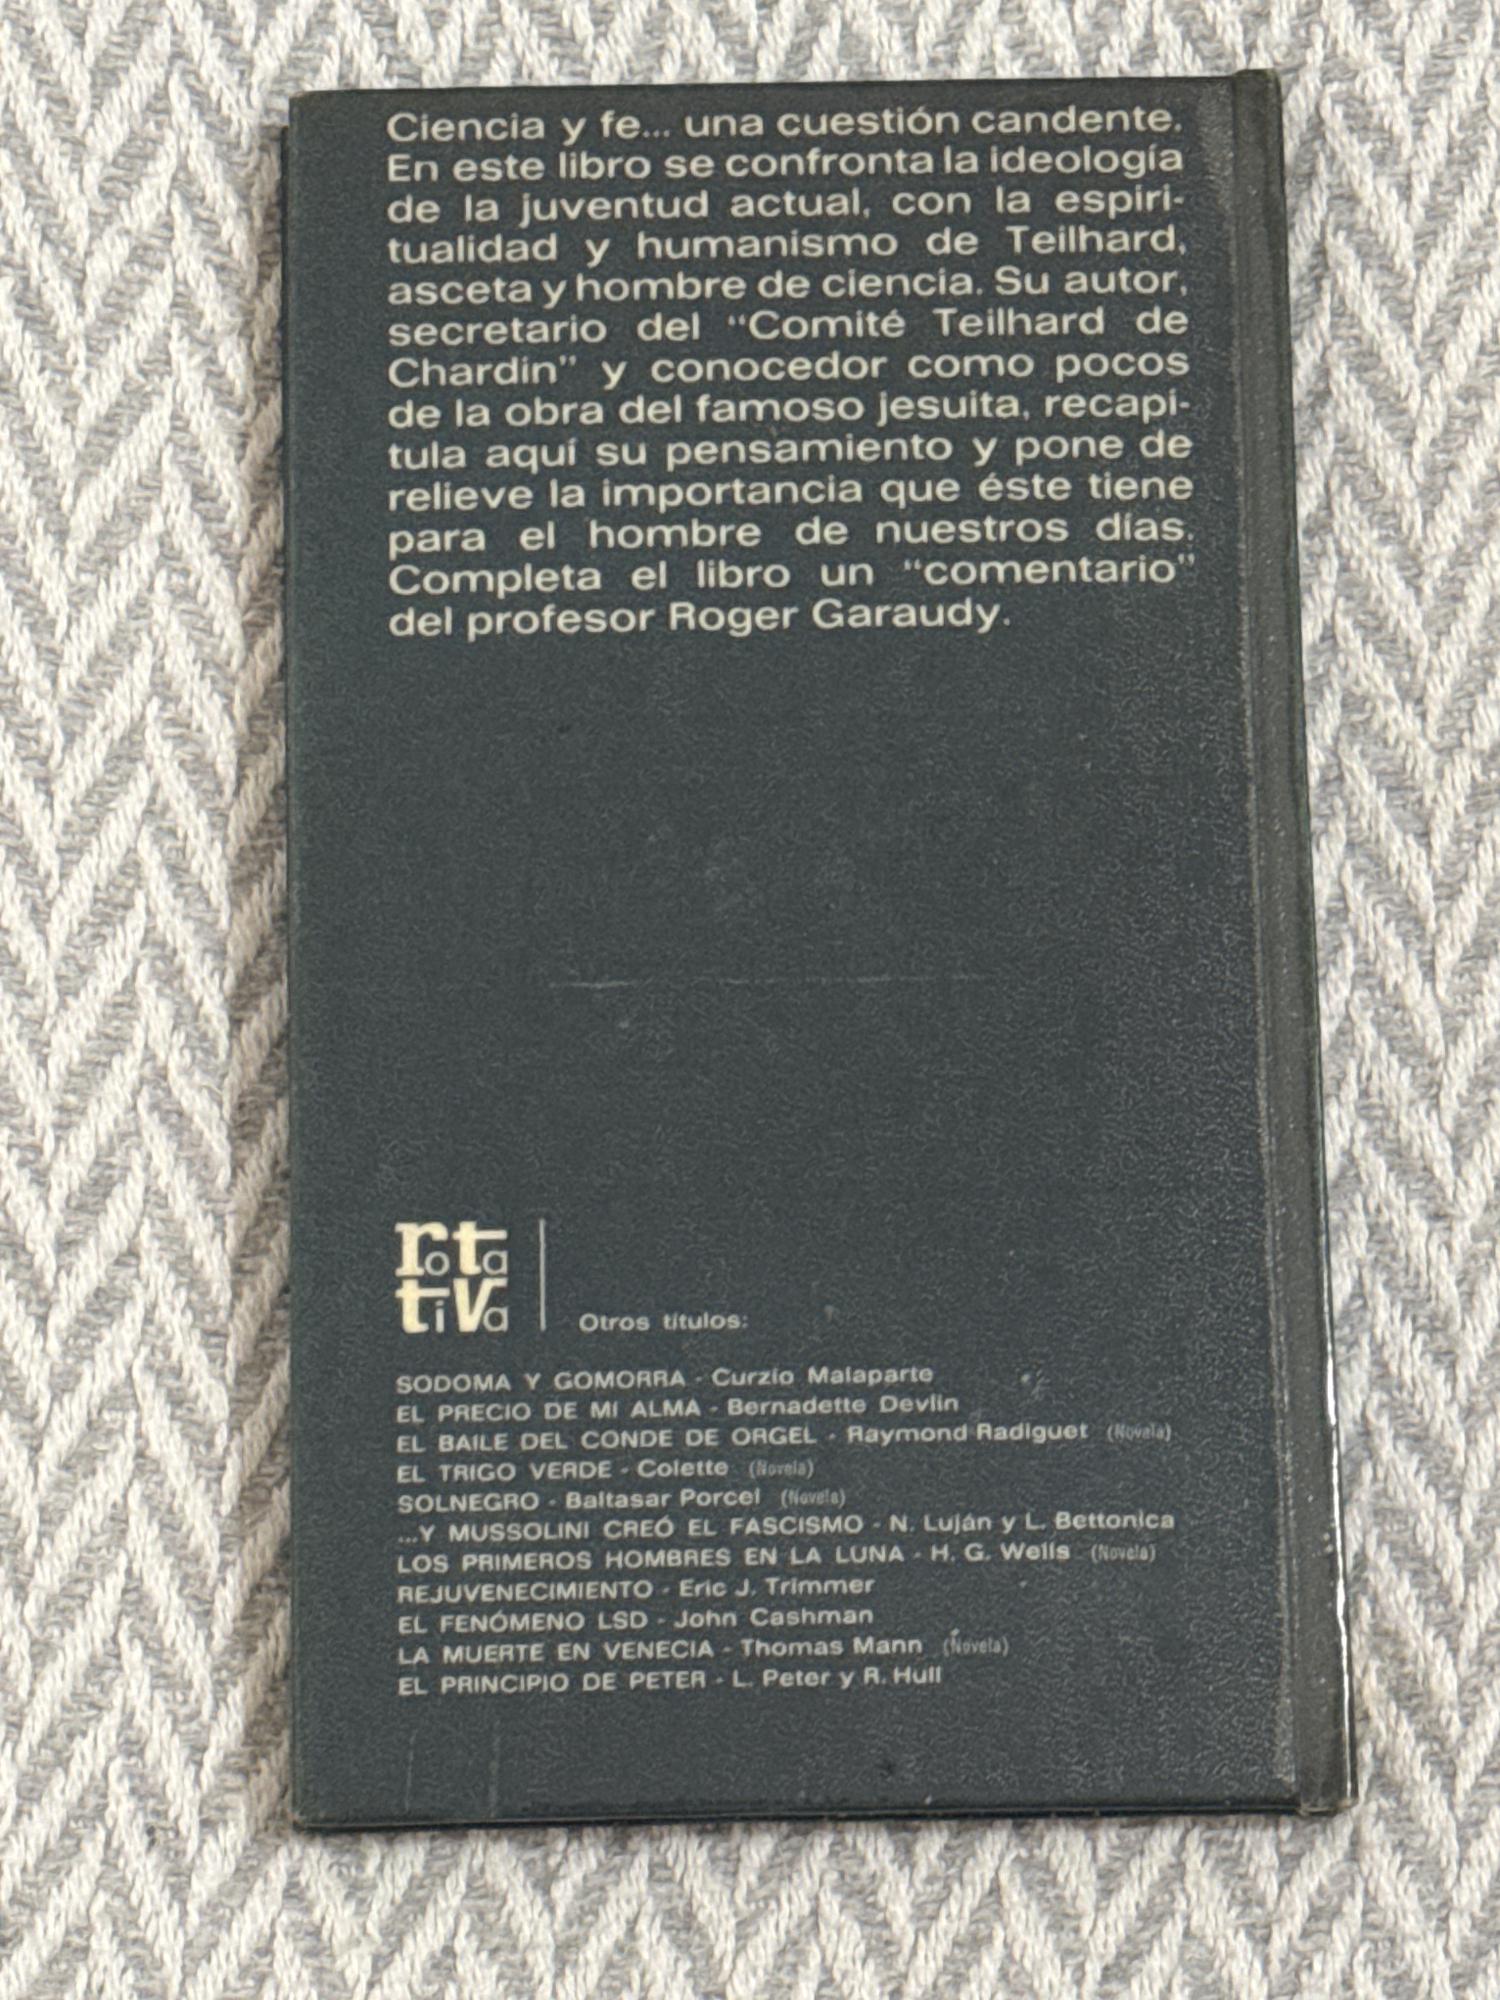 Ciencia y fe... una cuestión candente.
En este libro se confronta la ideología
de la juventud actual, con la espiri-
tualidad y humanismo de Teilhard,
asceta y hombre de ciencia. Su autor,
secretario del “Comité Teilhard de
Chardin” y conocedor como pocos
de la obra del famoso jesuita, recapi-
tula aquí su pensamiento y pone de
relieve la importancia que éste tiene
para el hombre de nuestros días.
Completa el libro un “comentario”
del profesor Roger Garaudy.
rota
tiva
Otros títulos:
SODOMA Y GOMORRA - Curzio Malaparte
EL PRECIO DE MI ALMA - Bernadette Devlin
EL BAILE DEL CONDE DE ORGEL - Raymond Radiguet (Novela)
EL TRIGO VERDE - Colette (Novela)
SOLNEGRO - Baltasar Porcel (Novela)
...Y MUSSOLINI CREÓ EL FASCISMO - N. Luján y L. Bettonica
LOS PRIMEROS HOMBRES EN LA LUNA - H. G. Wells (Novela)
REJUVENECIMIENTO - Eric J. Trimmer
EL FENÓMENO LSD - John Cashman
LA MUERTE EN VENECIA - Thomas Mann (Novela)
EL PRINCIPIO DE PETER - L. Peter y R. Hull